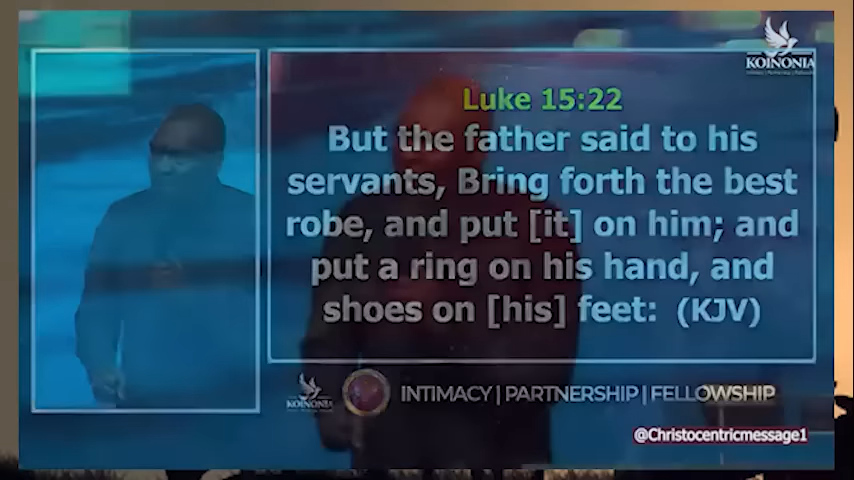 KOINONIA
Luke 15:22
But the father said to his
servants, Bring forth the best
robe, and put [it] on him; and
put a ring on his hand, and
shoes on [his] feet: (KJV)
KOINONIA
INTIMACY | PARTNERSHIP | FELLOWSHIP
@Christocentricmessage1